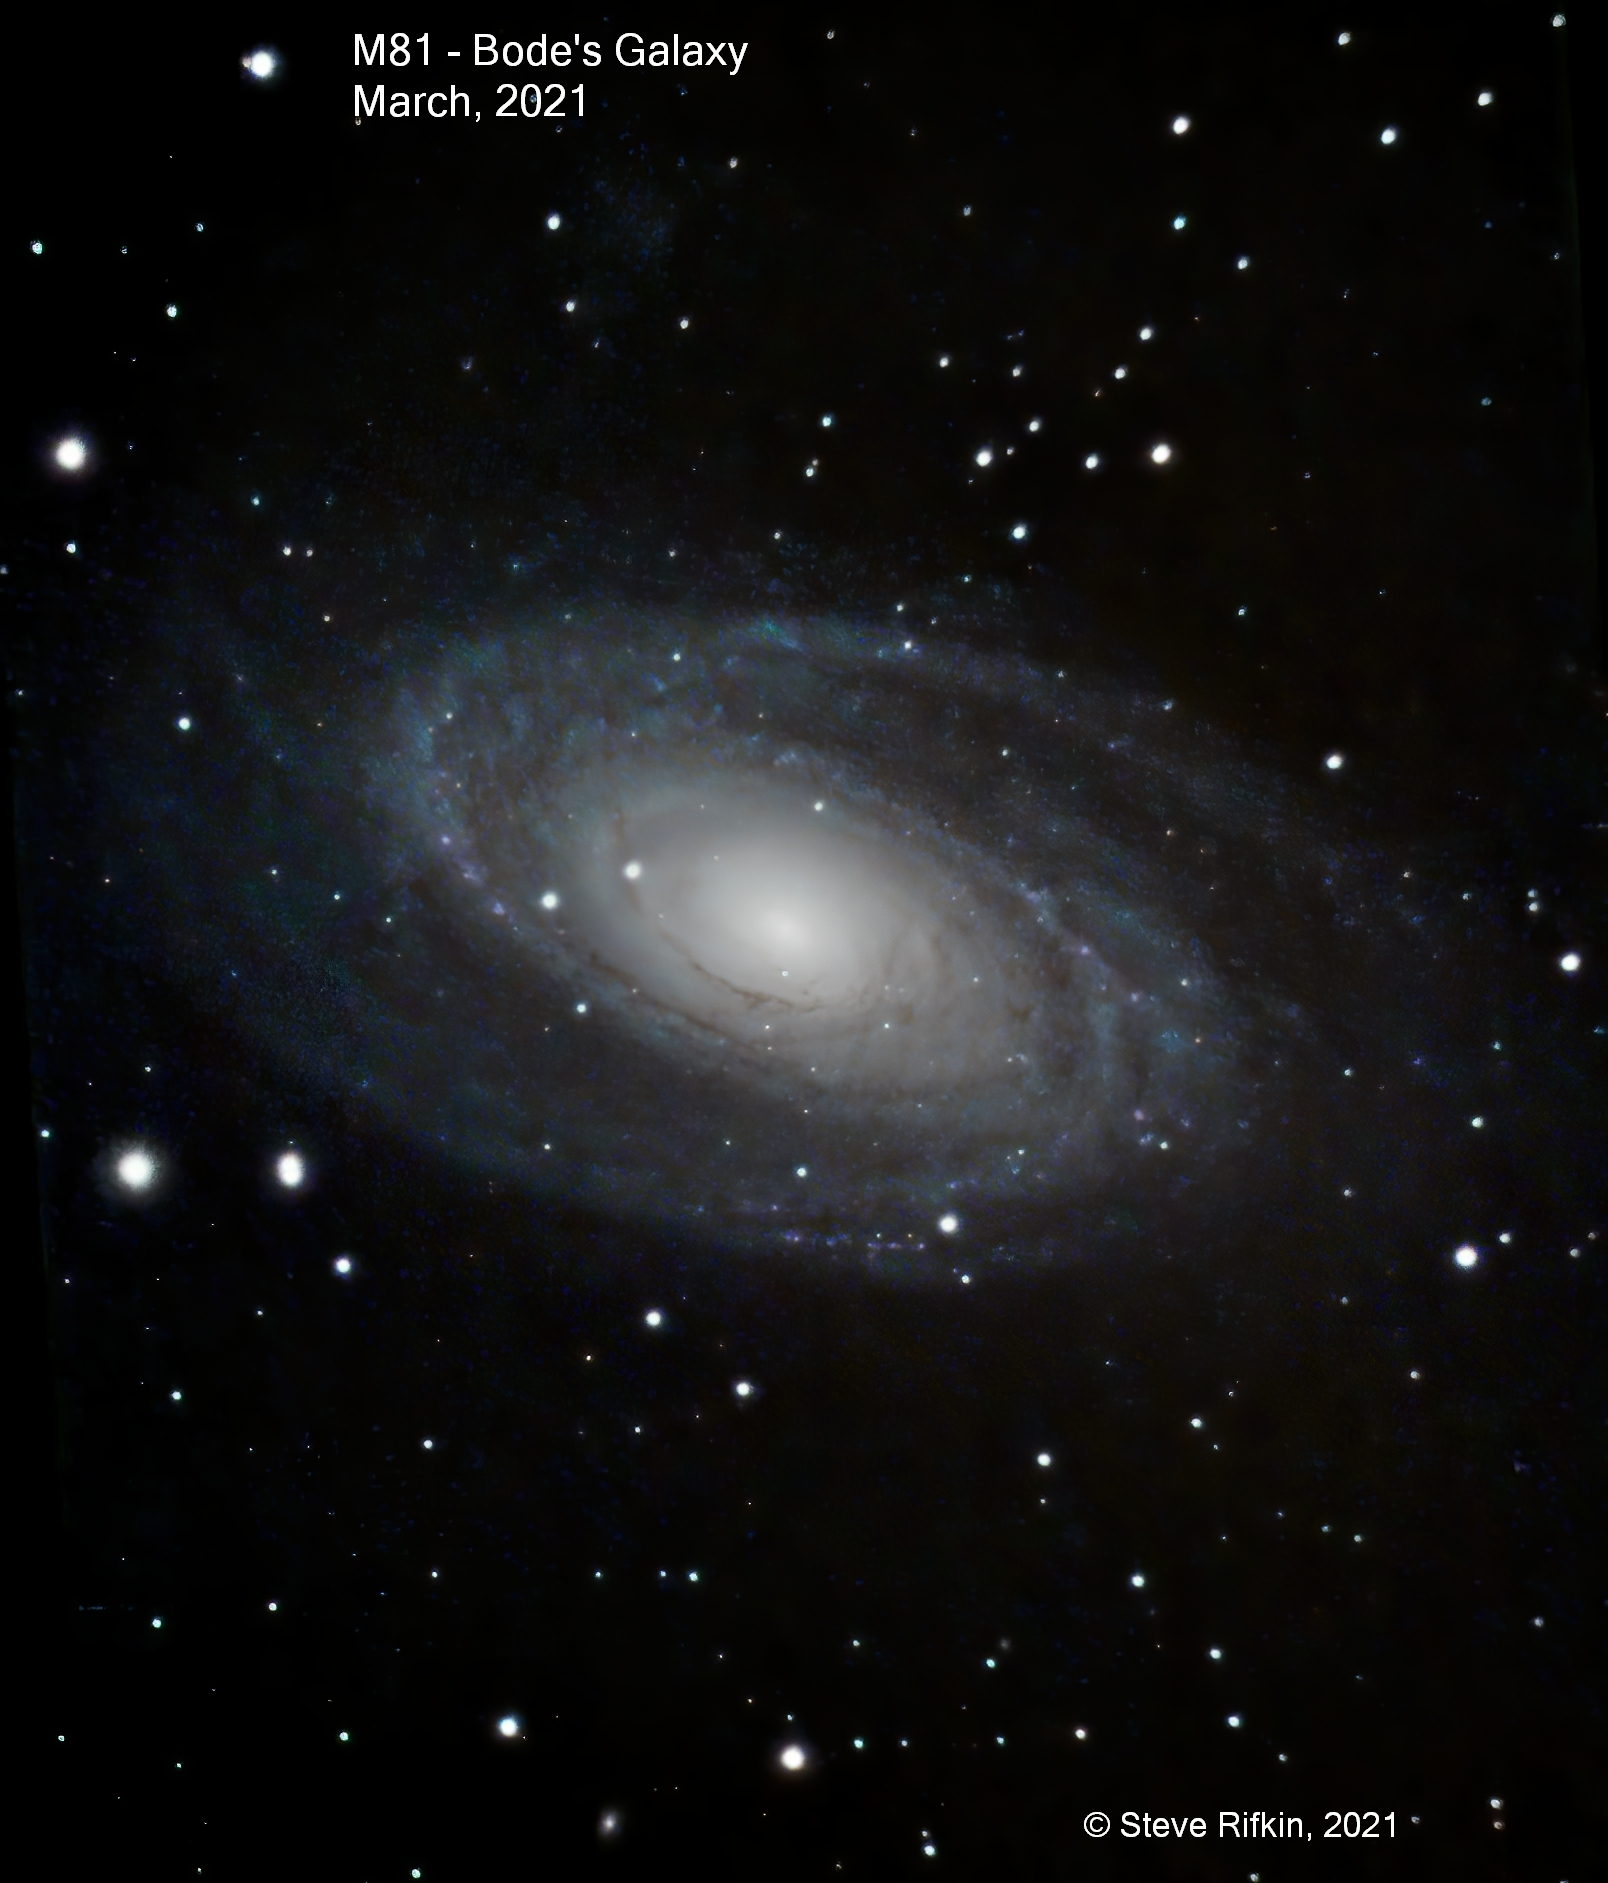 M81 - Bode's Galaxy
March, 2021
© Steve Rifkin, 2021